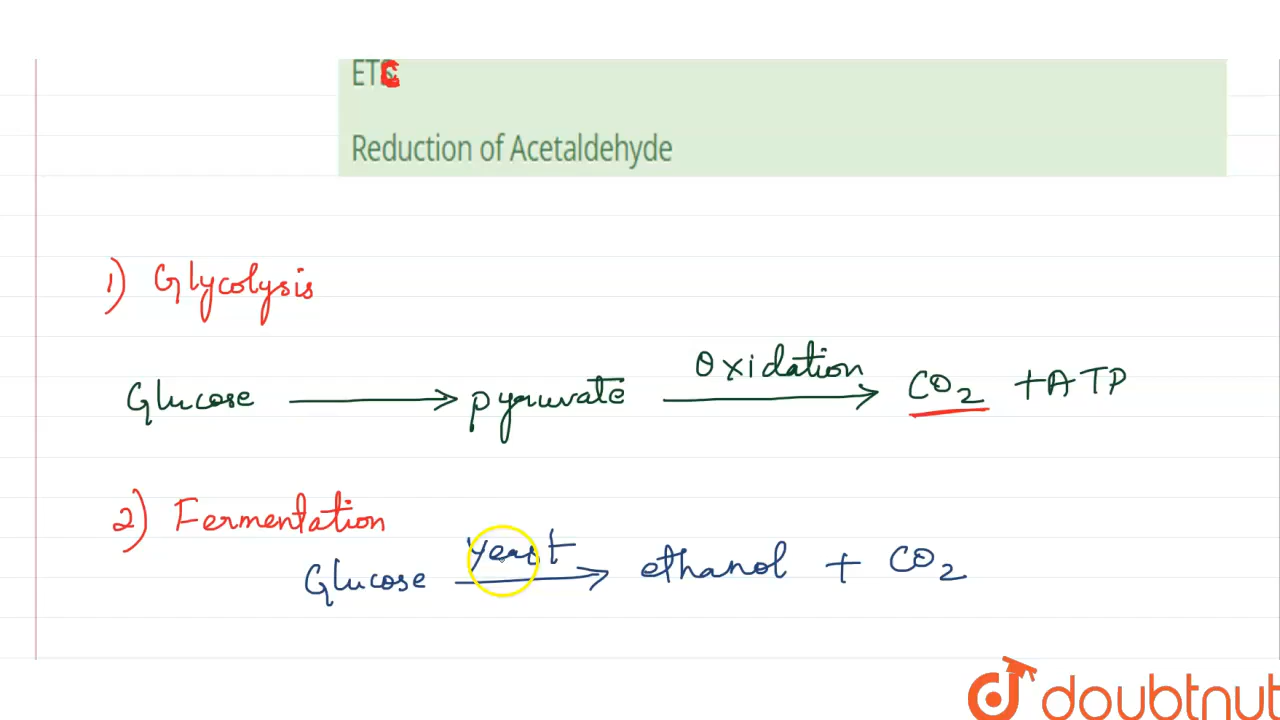 ETC
Reduction of Acetaldehyde
1) Glycolysis
Oxidation
Glucose → pyruvate → CO2 + ATP
2) Fermentation
yeast
Glucose → ethanol + CO2
doubtnut